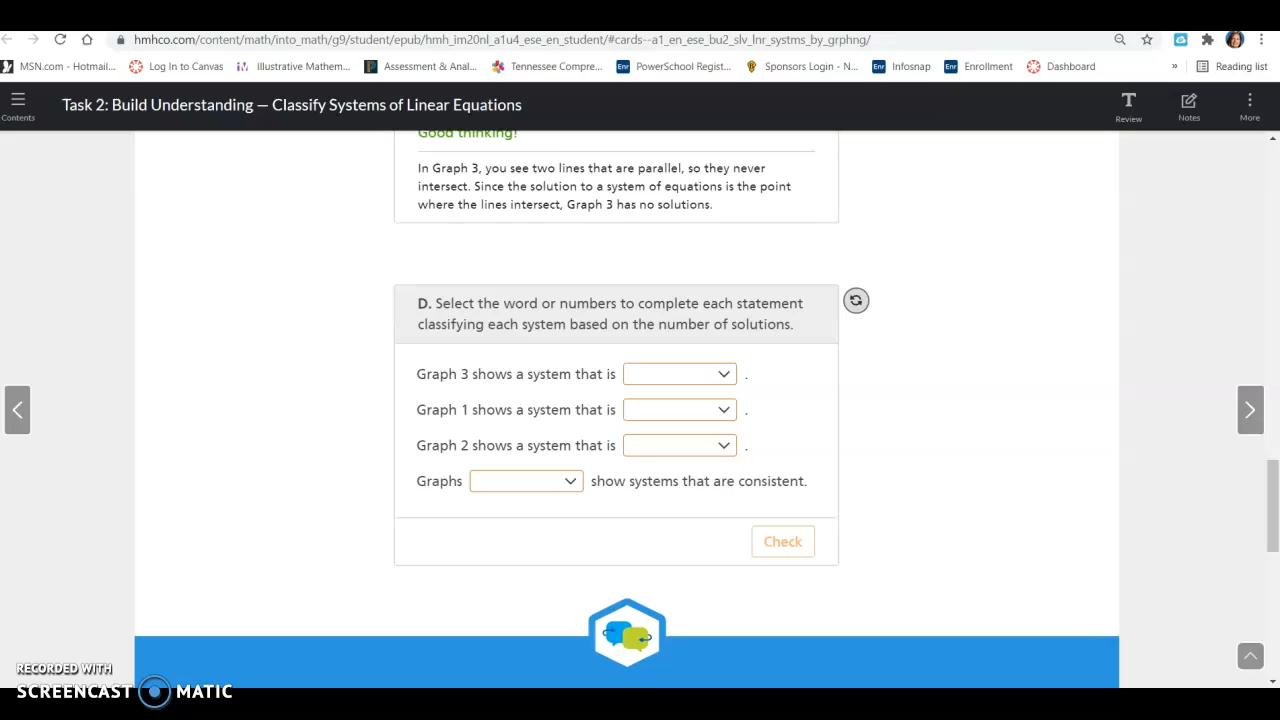 hmhco.com/content/math/into_math/g9/student/epub/hmh_im20nl_a1u4_ese_en_student/#cards--a1_en_ese_bu2_slv_lnr_systms_by_grphng/
MSN.com - Hotmail... Log In to Canvas Illustrative Mathem... Assessment & Anal... Tennessee Compre... PowerSchool Regist... Sponsors Login - N... Infosnap Enrollment Dashboard » Reading list
Contents Task 2: Build Understanding — Classify Systems of Linear Equations Review Notes More
Good thinking!
In Graph 3, you see two lines that are parallel, so they never
intersect. Since the solution to a system of equations is the point
where the lines intersect, Graph 3 has no solutions.
D. Select the word or numbers to complete each statement
classifying each system based on the number of solutions.
Graph 3 shows a system that is .
Graph 1 shows a system that is .
Graph 2 shows a system that is .
Graphs show systems that are consistent.
Check
RECORDED WITH
SCREENCAST MATIC